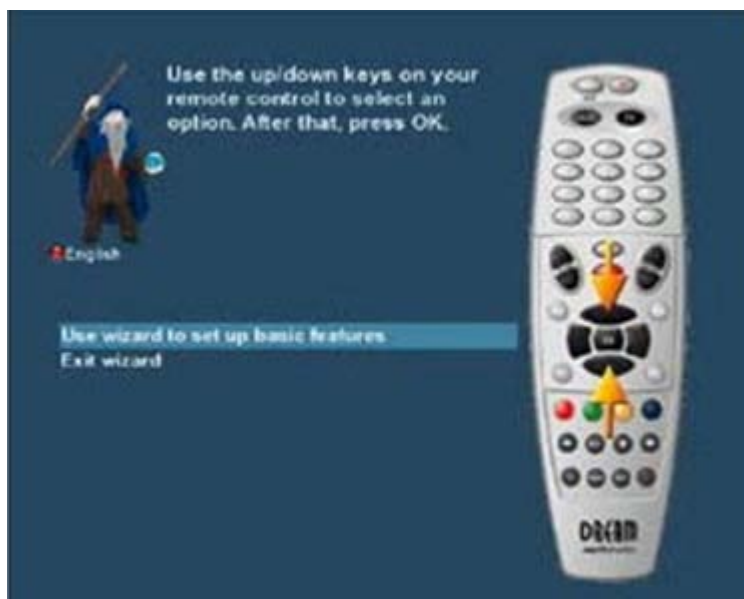 Use the up/down keys on your
remote control to select an
option. After that, press OK.
English
Use wizard to set up basic features
Exit wizard
DREAM